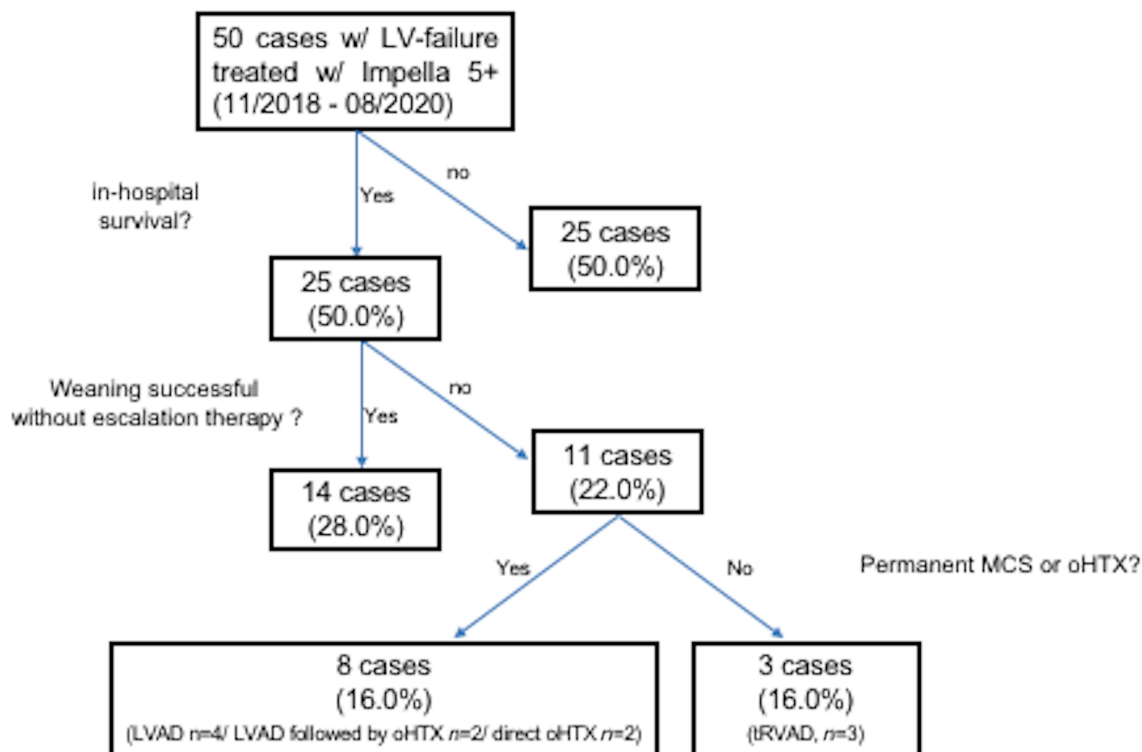 50 cases w/ LV-failure
treated w/ Impella 5+
(11/2018 - 08/2020)
in-hospital
survival?
Yes
no
25 cases
(50.0%)
25 cases
(50.0%)
Weaning successful
without escalation therapy ?
Yes
no
11 cases
(22.0%)
14 cases
(28.0%)
Yes
No
Permanent MCS or oHTX?
8 cases
(16.0%)
(LVAD n=4/ LVAD followed by oHTX n=2/ direct oHTX n=2)
3 cases
(16.0%)
(tRVAD, n=3)